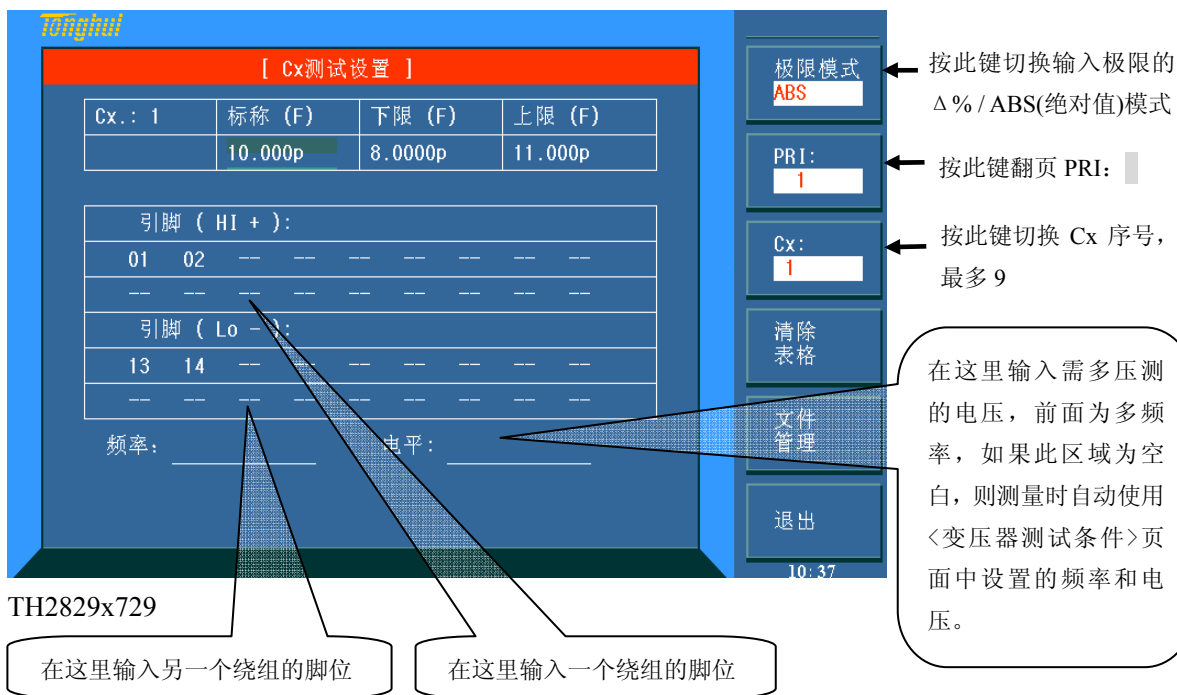 Tonghui
[ Cx测试设置 ]
Cx.: 1 标称 (F) 下限 (F) 上限 (F)
10.000p 8.0000p 11.000p
引脚 ( HI + ):
01 02 -- -- -- -- -- -- --
-- -- -- -- -- -- -- -- --
引脚 ( Lo - ):
13 14 -- -- -- -- -- -- --
-- -- -- -- -- -- -- -- --
频率: 电平:
极限模式
ABS
PRI:
1
Cx:
1
清除
表格
文件
管理
退出
10:37
按此键切换输入极限的
Δ% / ABS(绝对值)模式
按此键翻页 PRI：
按此键切换 Cx 序号，
最多 9
在这里输入需多压测
的电压，前面为多频
率，如果此区域为空
白，则测量时自动使用
<变压器测试条件>页
面中设置的频率和电
压。
TH2829x729
在这里输入另一个绕组的脚位
在这里输入一个绕组的脚位